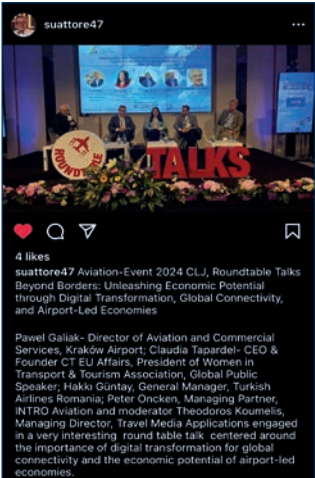 suattore47
ROUNDTABLE
TALKS
4 likes
suattore47 Aviation-Event 2024 CLJ, Roundtable Talks
Beyond Borders: Unleashing Economic Potential
through Digital Transformation, Global Connectivity,
and Airport-Led Economies
Pawel Galiak- Director of Aviation and Commercial
Services, Kraków Airport; Claudia Tapardel- CEO &
Founder CT EU Affairs, President of Women in
Transport & Tourism Association, Global Public
Speaker; Hakkı Güntay, General Manager, Turkish
Airlines Romania; Peter Oncken, Managing Partner,
INTRO Aviation and moderator Theodoros Koumelis,
Managing Director, Travel Media Applications engaged
in a very interesting round table talk centered around
the importance of digital transformation for global
connectivity and the economic potential of airport-led
economies.